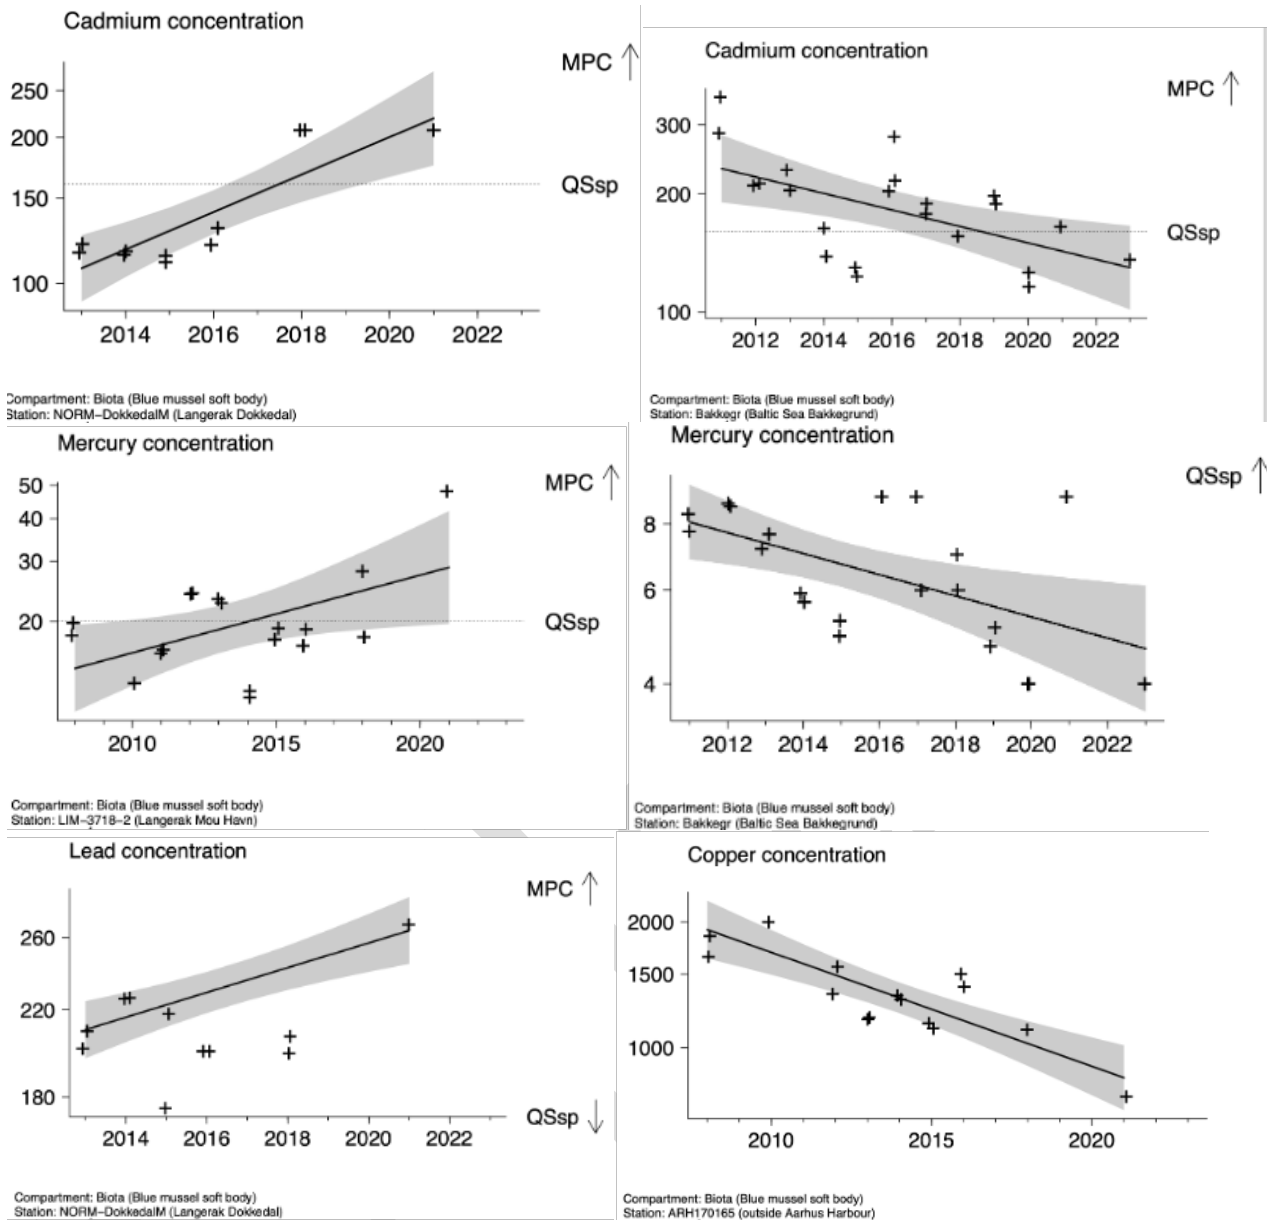 Cadmium concentration
MPC ↑
250
200
150
100
QSsp
2014 2016 2018 2020 2022
Compartment: Biota (Blue mussel soft body)
Station: NORM–DokkedalM (Langerak Dokkedal)
Cadmium concentration
MPC ↑
300
200
100
QSsp
2012 2014 2016 2018 2020 2022
Compartment: Biota (Blue mussel soft body)
Station: Bakkegr (Baltic Sea Bakkegrund)
Mercury concentration
MPC ↑
50
40
30
20
QSsp
2010 2015 2020
Compartment: Biota (Blue mussel soft body)
Station: LIM–3718–2 (Langerak Mou Havn)
Mercury concentration
QSsp ↑
8
6
4
2012 2014 2016 2018 2020 2022
Compartment: Biota (Blue mussel soft body)
Station: Bakkegr (Baltic Sea Bakkegrund)
Lead concentration
MPC ↑
260
220
180
QSsp ↓
2014 2016 2018 2020 2022
Compartment: Biota (Blue mussel soft body)
Station: NORM–DokkedalM (Langerak Dokkedal)
Copper concentration
2000
1500
1000
2010 2015 2020
Compartment: Biota (Blue mussel soft body)
Station: ARH170165 (outside Aarhus Harbour)